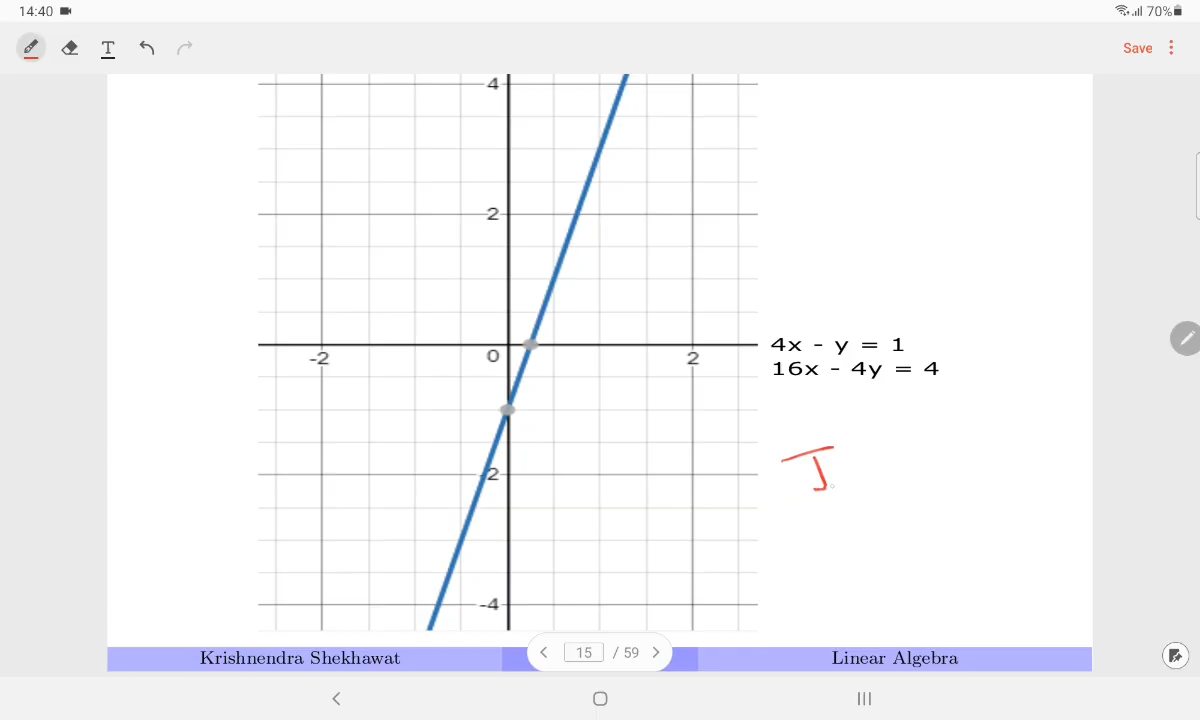 14:40 70%
T Save
4
2
-2 0 2
4x - y = 1
16x - 4y = 4
-2
I
-4
15 / 59
Krishnendra Shekhawat Linear Algebra